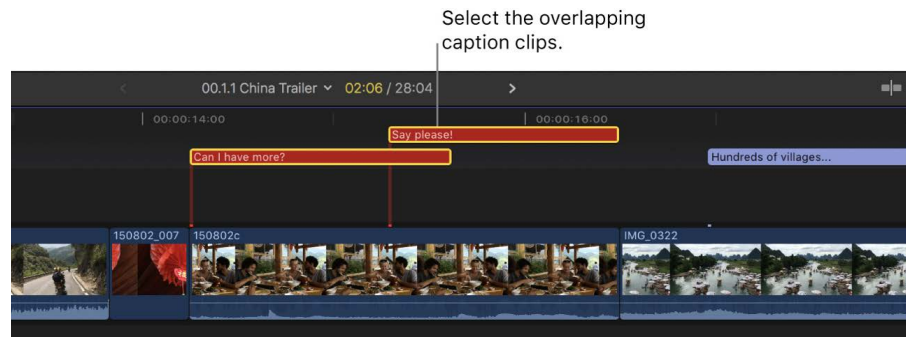 Select the overlapping
caption clips.
00.1.1 China Trailer 02:06 / 28:04
00:00:14:00 00:00:16:00
Say please!
Can I have more? Hundreds of villages...
150802_007 150802c IMG_0322